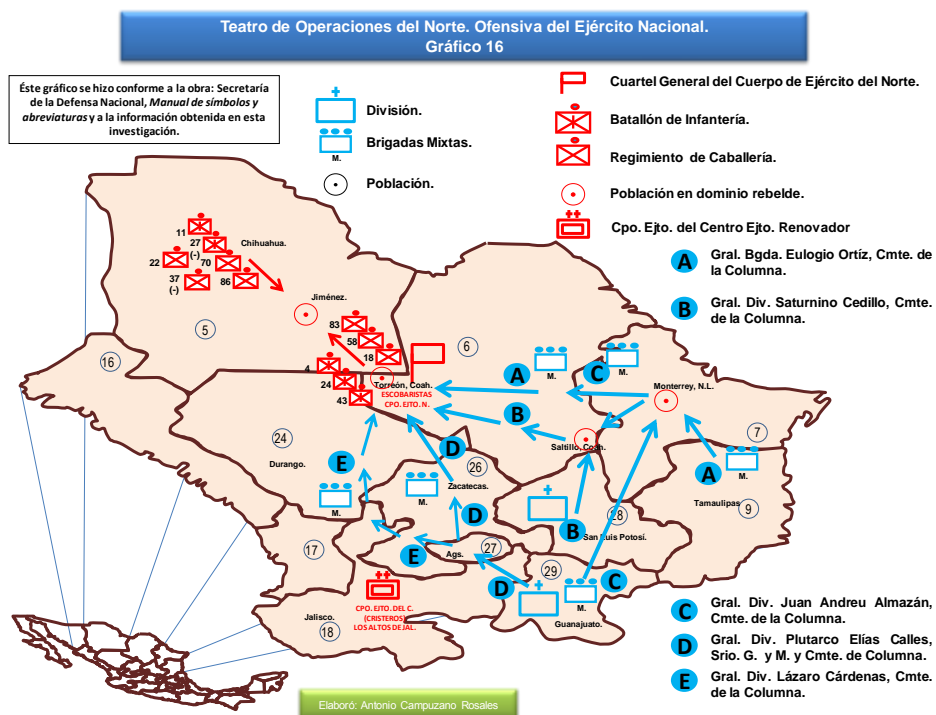 Teatro de Operaciones del Norte. Ofensiva del Ejército Nacional.
Gráfico 16
Éste gráfico se hizo conforme a la obra: Secretaría
de la Defensa Nacional, Manual de símbolos y
abreviaturas y a la información obtenida en esta
investigación.
División.
Brigadas Mixtas.
M.
Población.
Cuartel General del Cuerpo de Ejército del Norte.
Batallón de Infantería.
Regimiento de Caballería.
Población en dominio rebelde.
Cpo. Ejto. del Centro Ejto. Renovador
A Gral. Bgda. Eulogio Ortíz, Cmte. de
la Columna.
B Gral. Div. Saturnino Cedillo, Cmte.
de la Columna.
11
27
(-)
Chihuahua.
22
70
37
(-)
86
Jiménez.
5
83
58
18
4
24
43
Torreón, Coah.
ESCOBARISTAS
CPO. EJTO. N.
16
6
M.
M.
A
C
B
Monterrey, N.L.
Saltillo, Coah.
7
A
M.
Tamaulipas
9
24
Durango.
E
M.
D
26
M.
Zacatecas.
D
B
28
San Luis Potosí.
17
E
Ags.
27
29
D
C
M.
Guanajuato.
CPO. EJTO. DEL C.
(CRISTEROS)
LOS ALTOS DE JAL.
Jalisco.
18
C Gral. Div. Juan Andreu Almazán,
Cmte. de la Columna.
D Gral. Div. Plutarco Elías Calles,
Srio. G. y M. y Cmte. de Columna.
E Gral. Div. Lázaro Cárdenas, Cmte.
de la Columna.
Elaboró: Antonio Campuzano Rosales